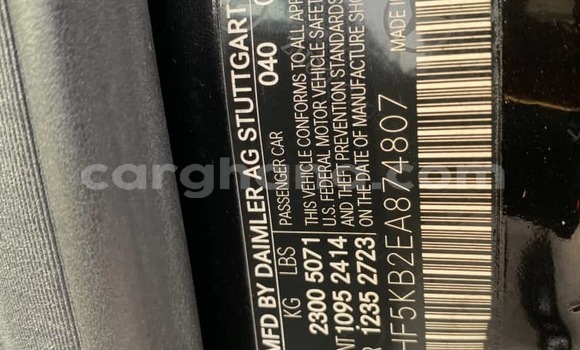 MFD BY DAIMLER AG STUTTGART
040
KG LBS PASSENGER CAR
2300 5071 THIS VEHICLE CONFORMS TO ALL APP
1095 2414 U.S. FEDERAL MOTOR VEHICLE SAFET
AND THEFT PREVENTION STANDARDS
1235 2723 ON THE DATE OF MANUFACTURE SHO
HF5KB2EA874807
MADE IN
carghana.com